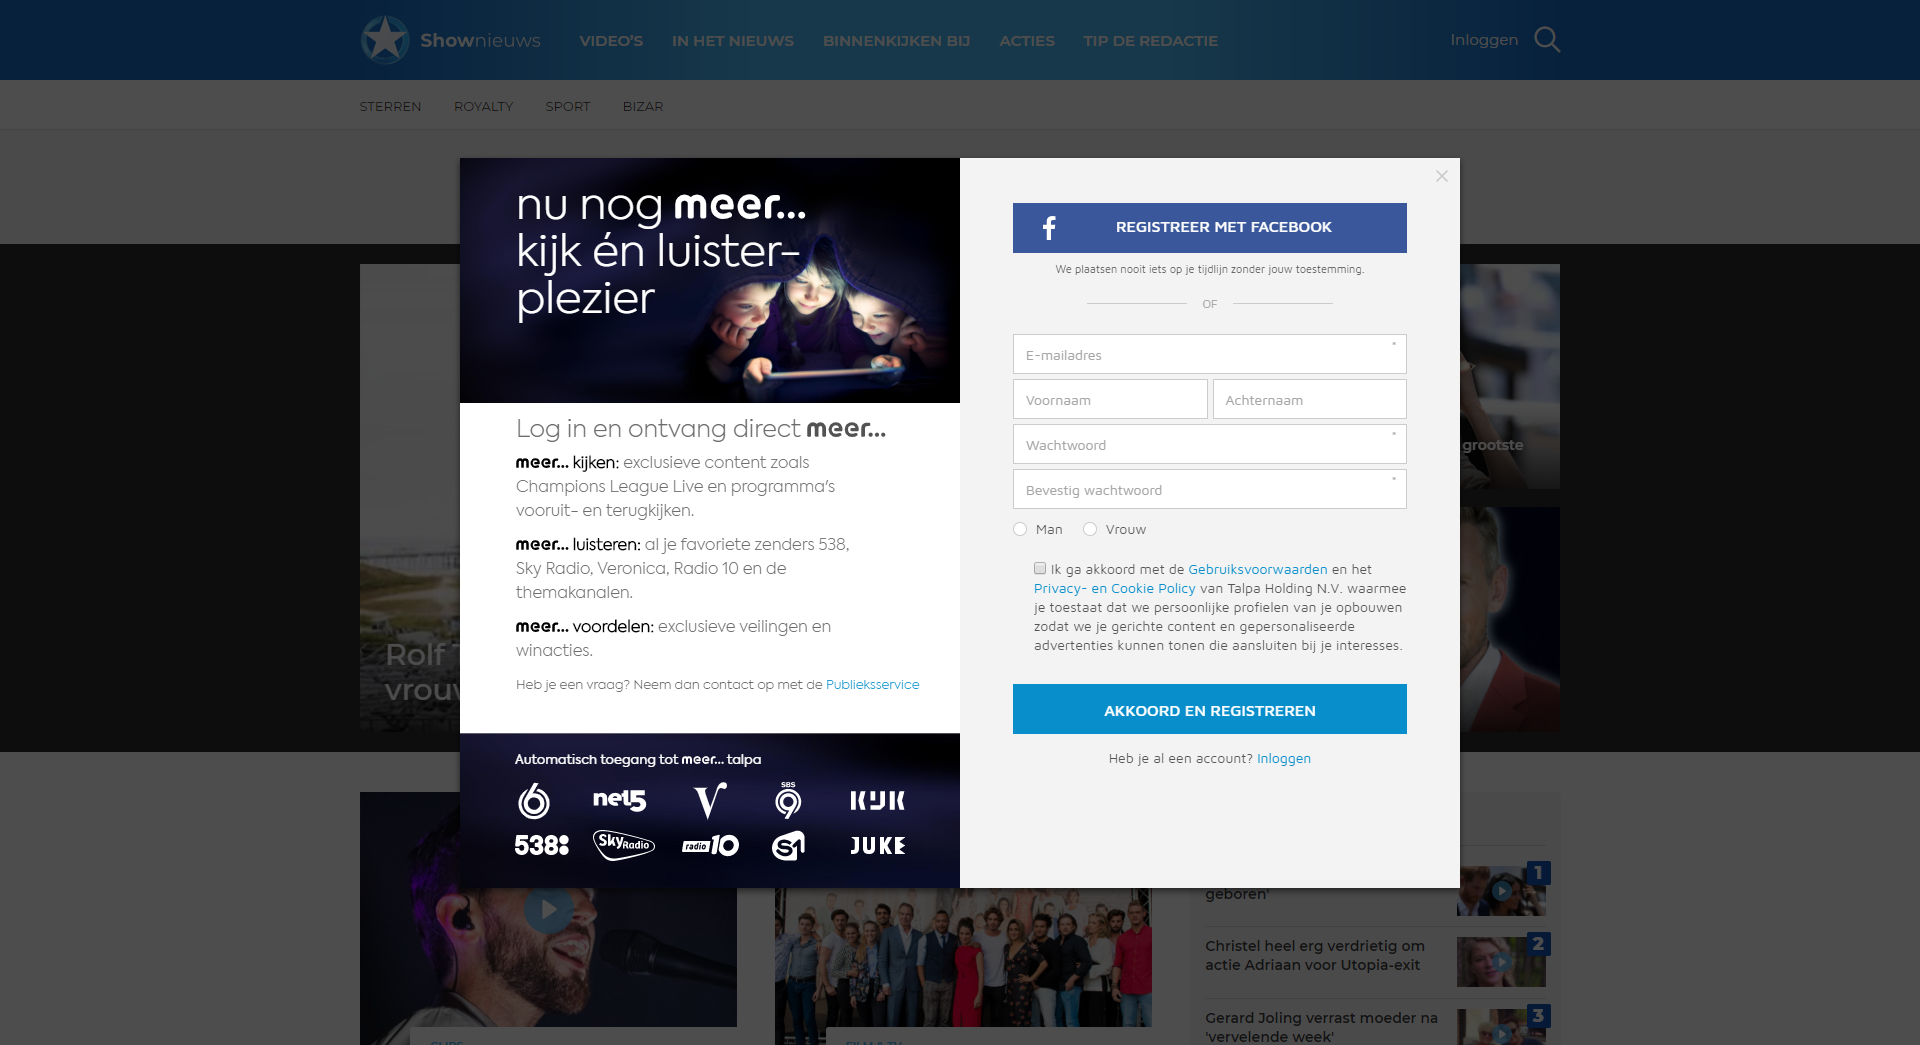 Shownieuws
VIDEO'S
IN HET NIEUWS
BINNENKIJKEN BIJ
ACTIES
TIP DE REDACTIE
Inloggen
STERREN
ROYALTY
SPORT
BIZAR
nu nog meer...
kijk én luister-
plezier
Log in en ontvang direct meer...
meer... kijken: exclusieve content zoals
Champions League Live en programma's
vooruit- en terugkijken.
meer... luisteren: al je favoriete zenders 538,
Sky Radio, Veronica, Radio 10 en de
themakanalen.
meer... voordelen: exclusieve veilingen en
winacties.
Heb je een vraag? Neem dan contact op met de Publieksservice
Automatisch toegang tot meer... talpa
6
net5
V
SBS
9
KIJK
538
Sky Radio
radio 10
S1
JUKE
REGISTREER MET FACEBOOK
We plaatsen nooit iets op je tijdlijn zonder jouw toestemming.
OF
E-mailadres *
Voornaam
Achternaam
Wachtwoord *
Bevestig wachtwoord *
Man
Vrouw
Ik ga akkoord met de Gebruiksvoorwaarden en het
Privacy- en Cookie Policy van Talpa Holding N.V. waarmee
je toestaat dat we persoonlijke profielen van je opbouwen
zodat we je gerichte content en gepersonaliseerde
advertenties kunnen tonen die aansluiten bij je interesses.
AKKOORD EN REGISTREREN
Heb je al een account? Inloggen
Rolf
vrouw
grootste
geboren'
1
Christel heel erg verdrietig om
actie Adriaan voor Utopia-exit
2
Gerard Joling verrast moeder na
'vervelende week'
3